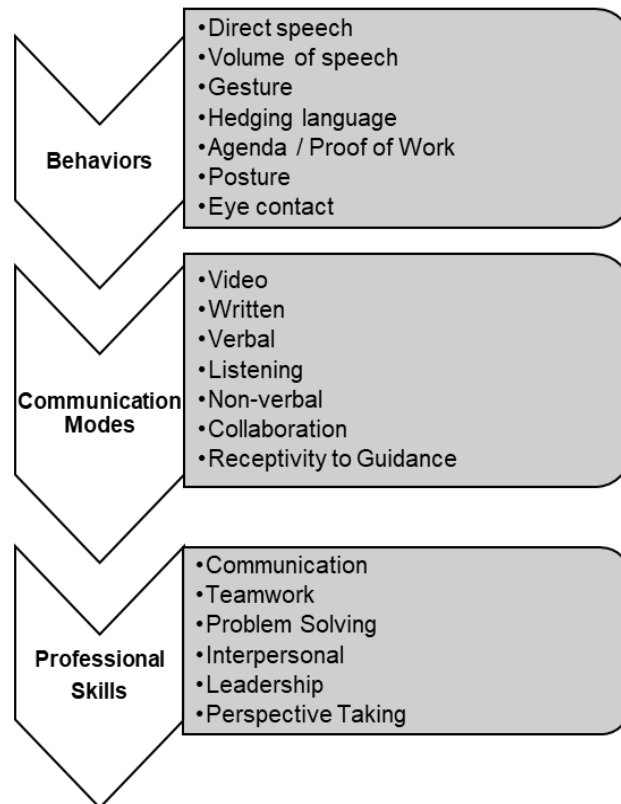 Behaviors
•Direct speech
•Volume of speech
•Gesture
•Hedging language
•Agenda / Proof of Work
•Posture
•Eye contact
Communication
Modes
•Video
•Written
•Verbal
•Listening
•Non-verbal
•Collaboration
•Receptivity to Guidance
Professional
Skills
•Communication
•Teamwork
•Problem Solving
•Interpersonal
•Leadership
•Perspective Taking